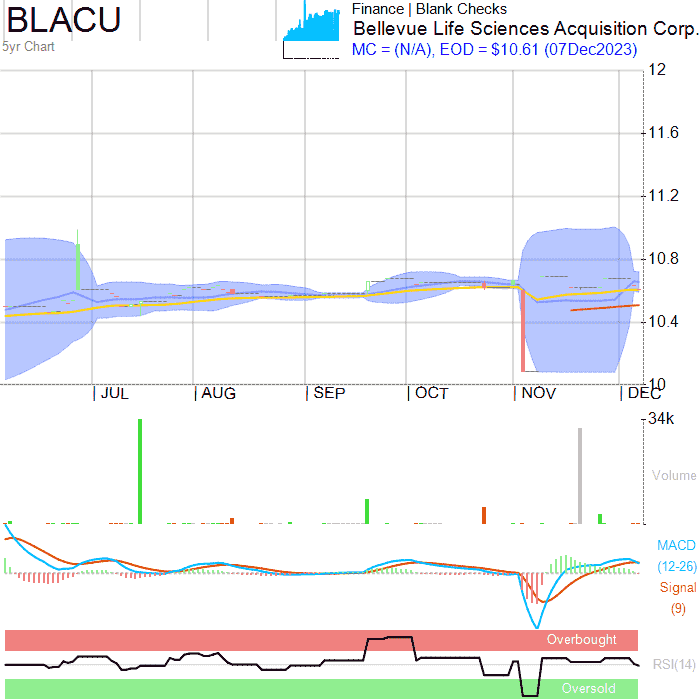 BLACU
5yr Chart
Finance | Blank Checks
Bellevue Life Sciences Acquisition Corp.
MC = (N/A), EOD = $10.61 (07Dec2023)
12
11.6
11.2
10.8
10.4
10
JUL
AUG
SEP
OCT
NOV
DEC
34k
Volume
MACD
(12-26)
Signal
(9)
Overbought
RSI(14)
Oversold